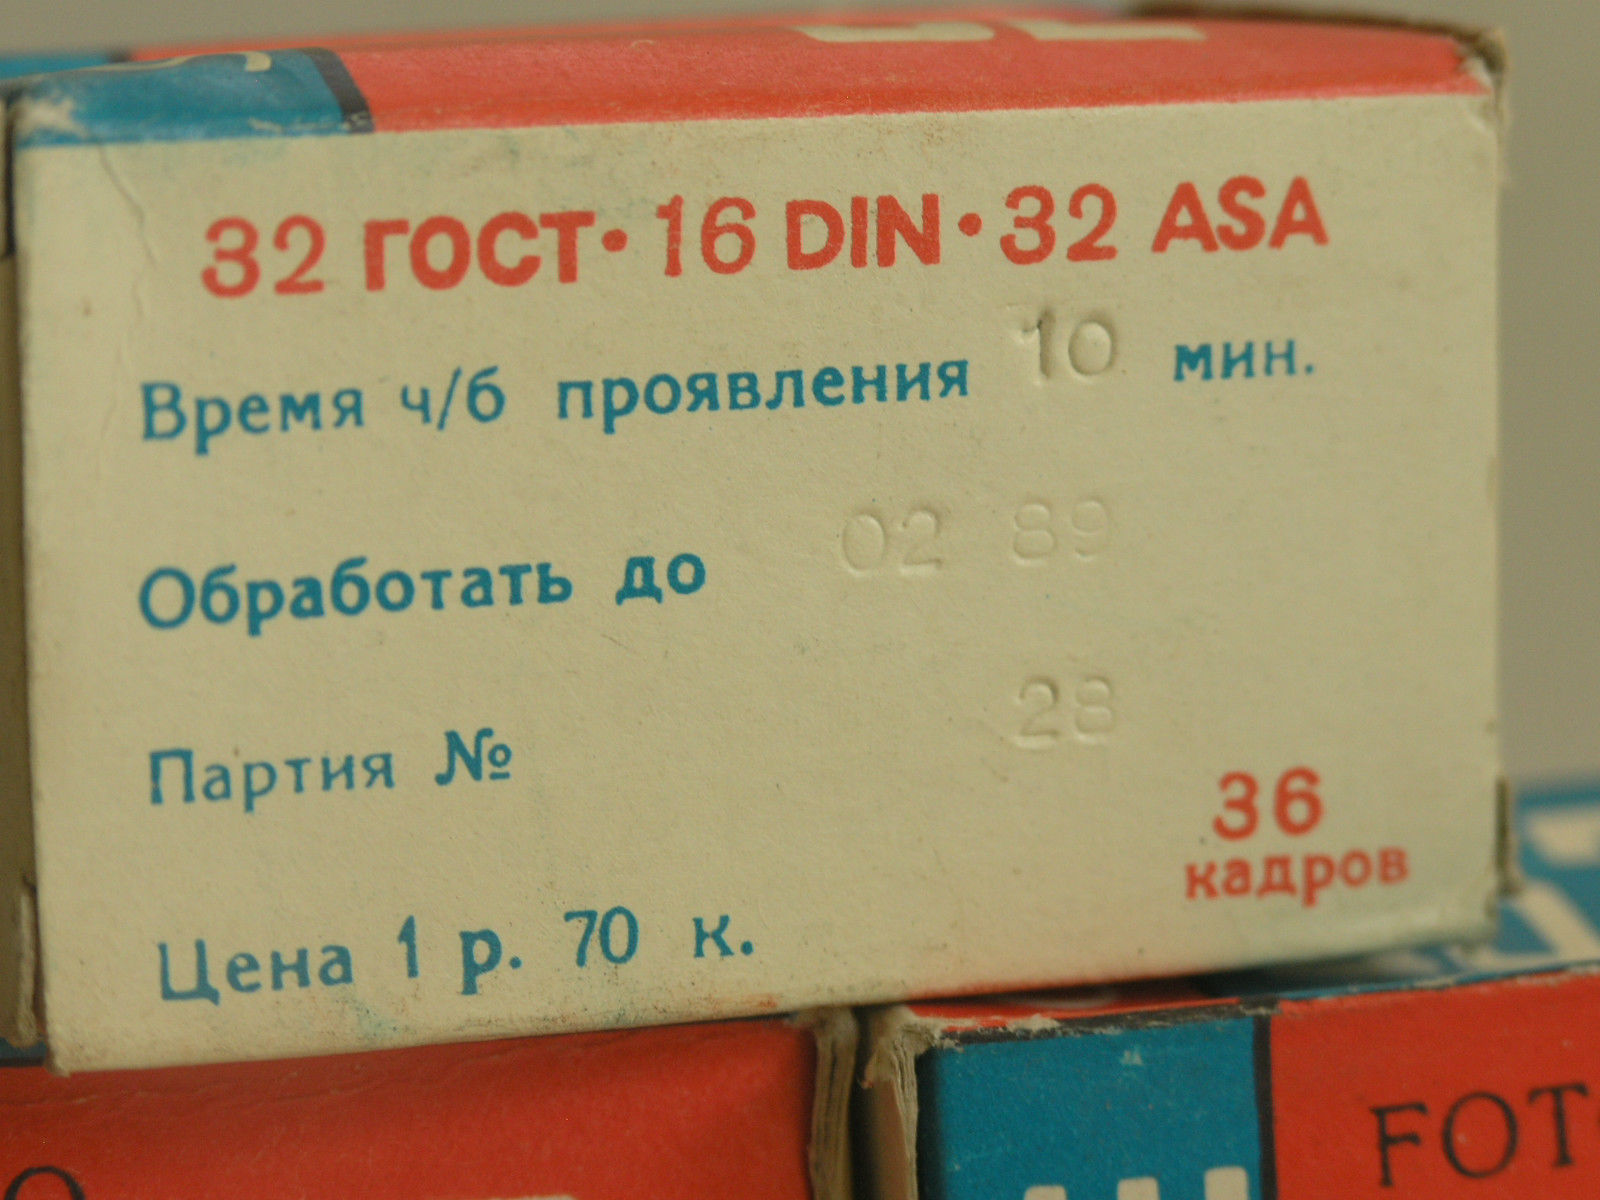 32 ГОСТ · 16 DIN · 32 ASA
Время ч/б проявления 10 мин.
Обработать до 02 89
Партия № 28
36
кадров
Цена 1 р. 70 к.